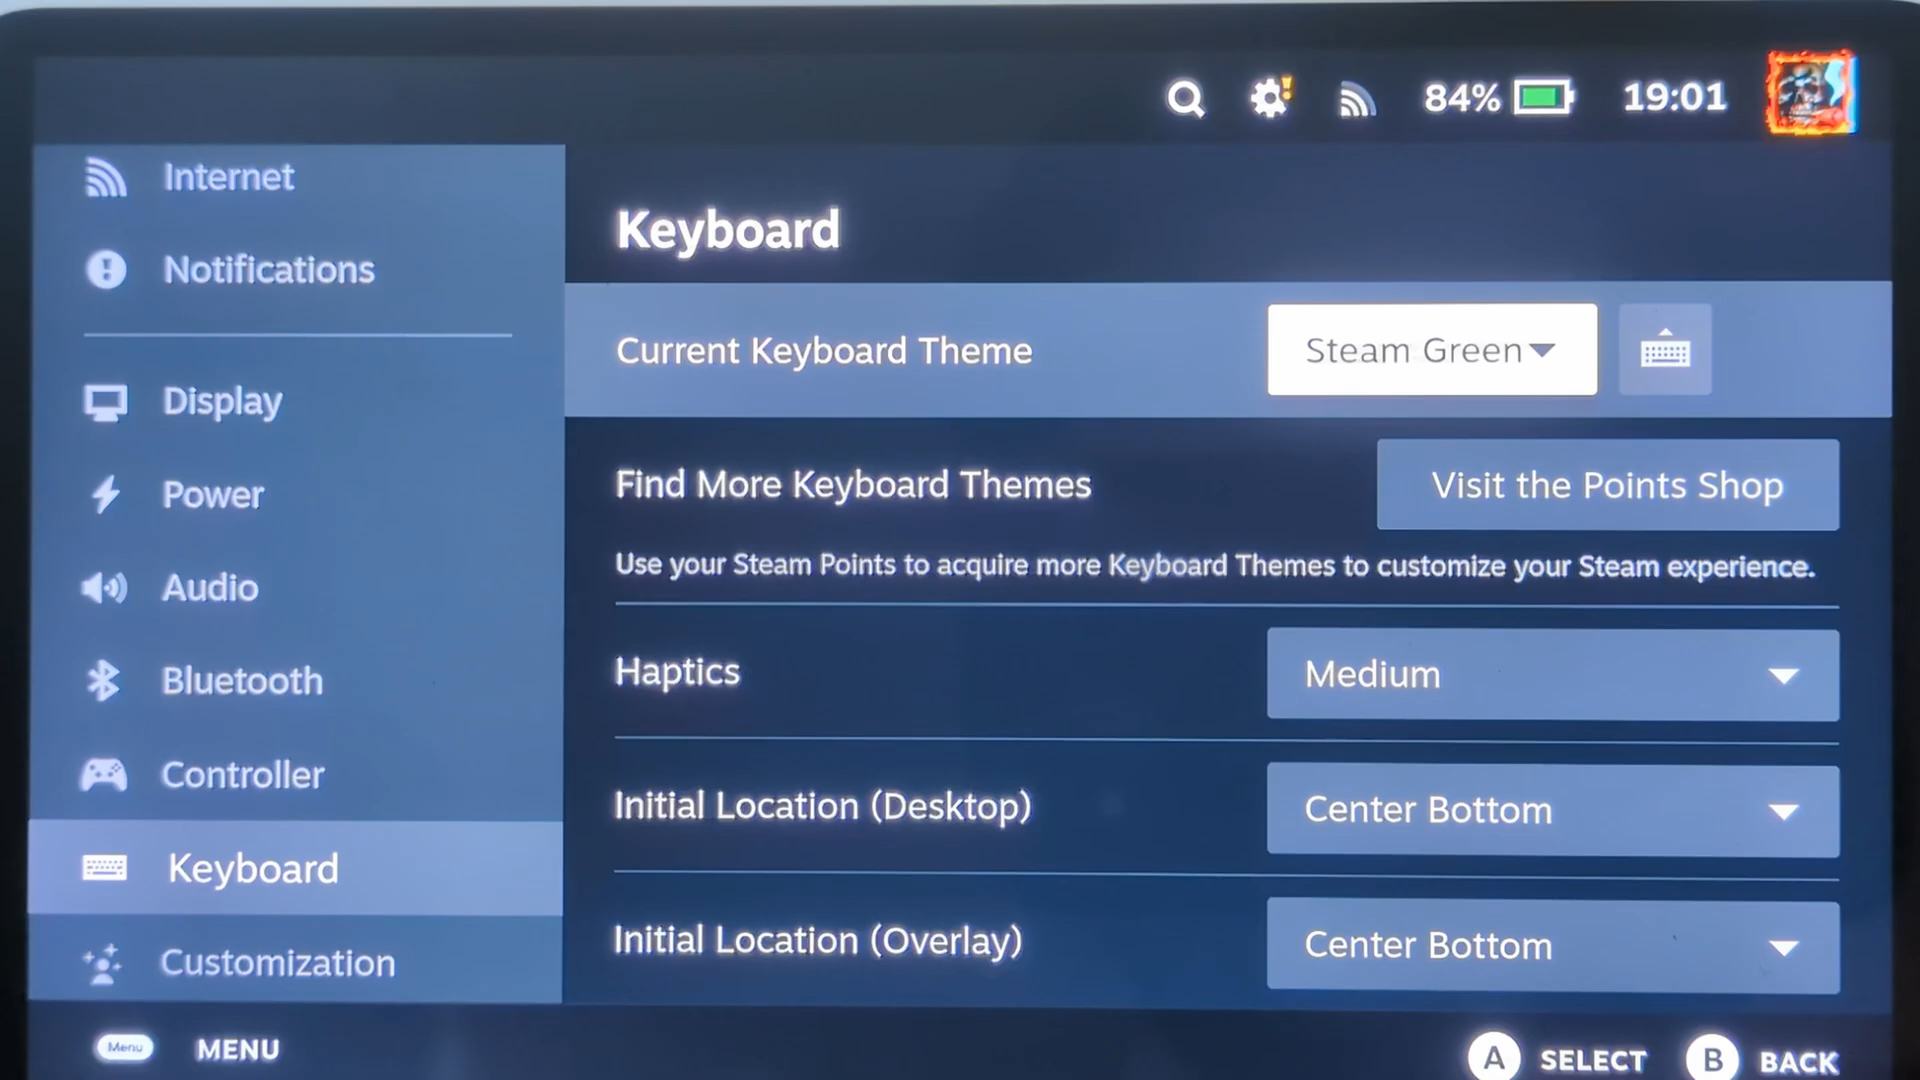 84% 19:01
Internet
Notifications
Display
Power
Audio
Bluetooth
Controller
Keyboard
Customization
Keyboard
Current Keyboard Theme Steam Green
Find More Keyboard Themes Visit the Points Shop
Use your Steam Points to acquire more Keyboard Themes to customize your Steam experience.
Haptics Medium
Initial Location (Desktop) Center Bottom
Initial Location (Overlay) Center Bottom
Menu MENU A SELECT B BACK